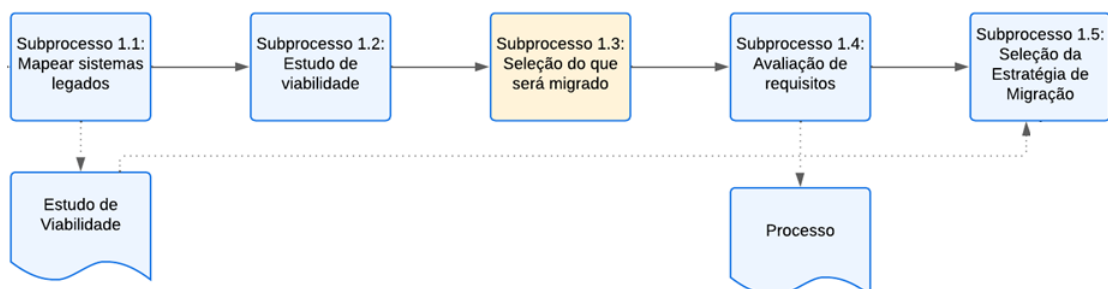 Subprocesso 1.1:
Mapear sistemas
legados
Subprocesso 1.2:
Estudo de
viabilidade
Subprocesso 1.3:
Seleção do que
será migrado
Subprocesso 1.4:
Avaliação de
requisitos
Subprocesso 1.5:
Seleção da
Estratégia de
Migração
Estudo de
Viabilidade
Processo